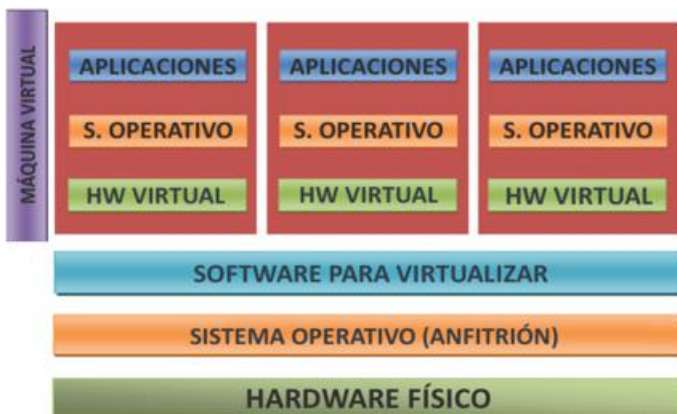 MÁQUINA VIRTUAL
APLICACIONES
APLICACIONES
APLICACIONES
S. OPERATIVO
S. OPERATIVO
S. OPERATIVO
HW VIRTUAL
HW VIRTUAL
HW VIRTUAL
SOFTWARE PARA VIRTUALIZAR
SISTEMA OPERATIVO (ANFITRIÓN)
HARDWARE FÍSICO